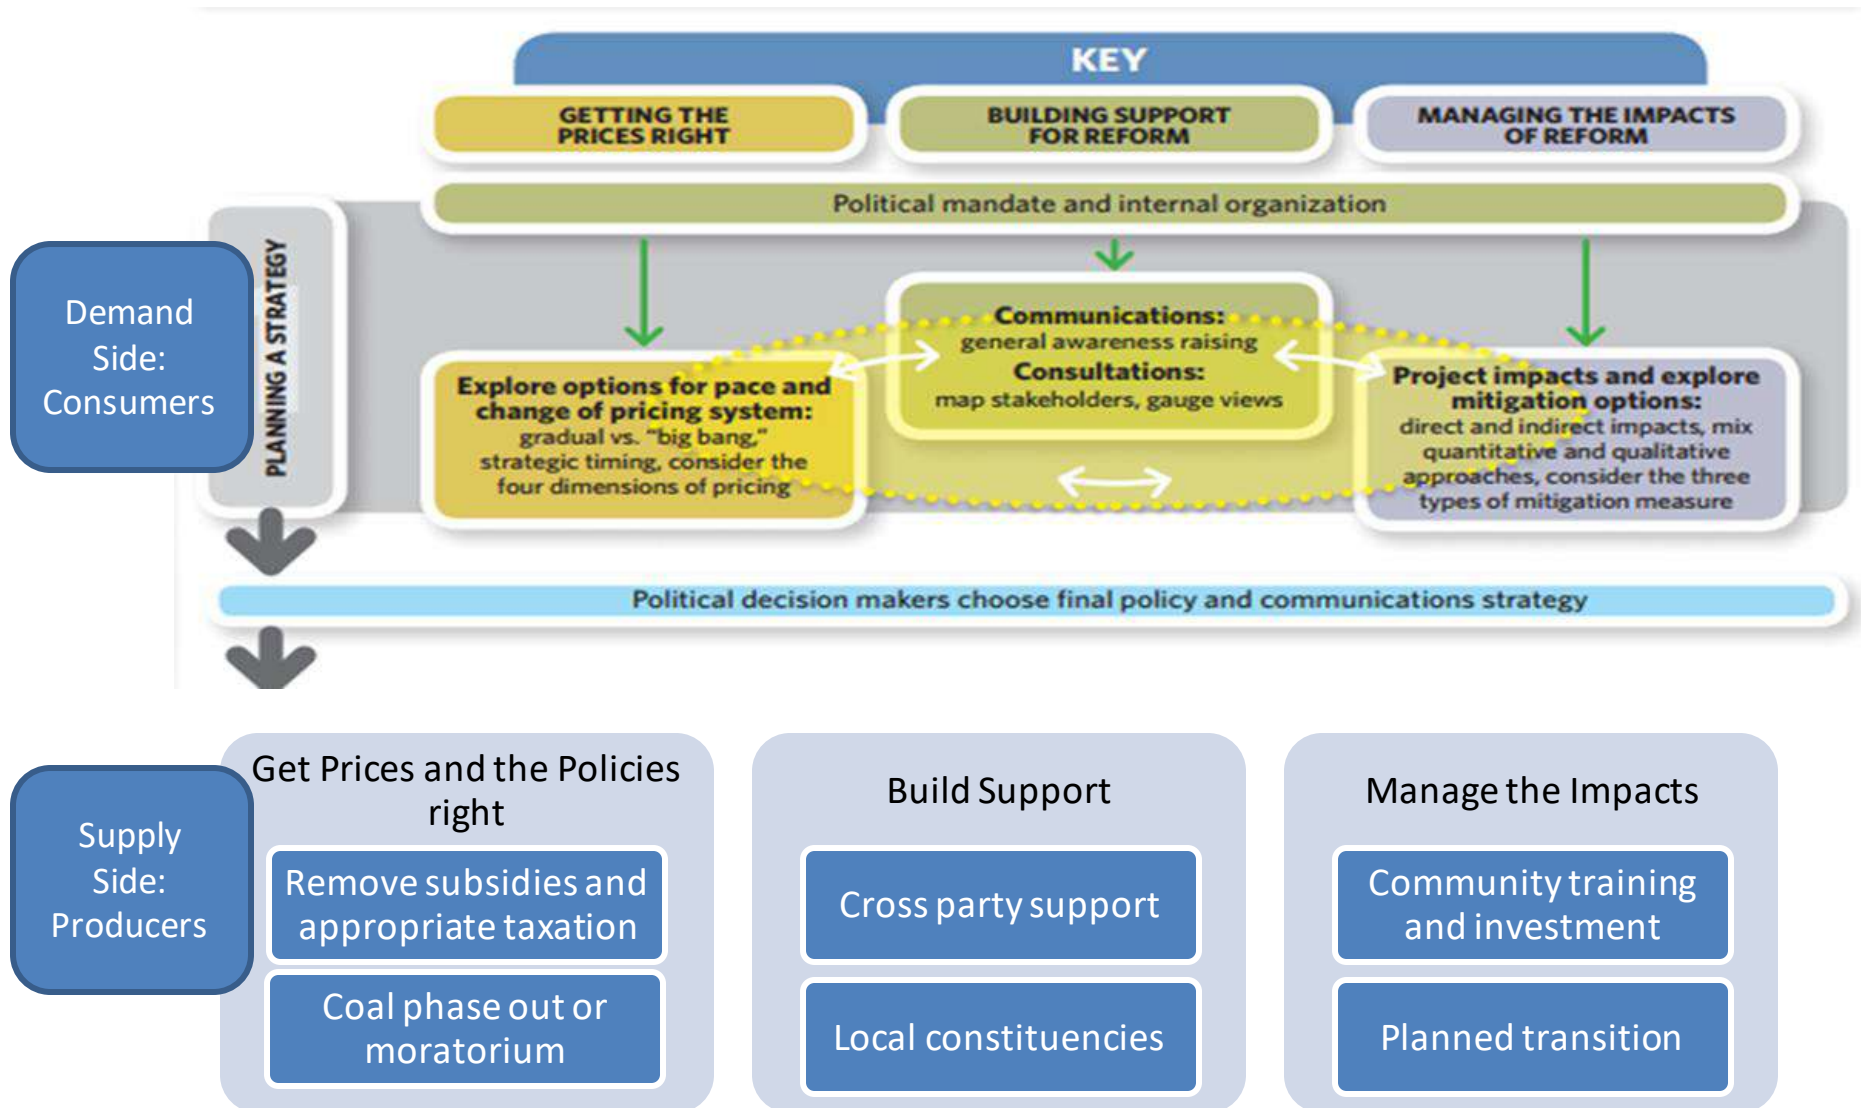 KEY
GETTING THE
PRICES RIGHT
BUILDING SUPPORT
FOR REFORM
MANAGING THE IMPACTS
OF REFORM
Political mandate and internal organization
Demand
Side:
Consumers
PLANNING A STRATEGY
Explore options for pace and
change of pricing system:
gradual vs. “big bang,”
strategic timing, consider the
four dimensions of pricing
Communications:
general awareness raising
Consultations:
map stakeholders, gauge views
Project impacts and explore
mitigation options:
direct and indirect impacts, mix
quantitative and qualitative
approaches, consider the three
types of mitigation measure
Political decision makers choose final policy and communications strategy
Supply
Side:
Producers
Get Prices and the Policies
right
Remove subsidies and
appropriate taxation
Coal phase out or
moratorium
Build Support
Cross party support
Local constituencies
Manage the Impacts
Community training
and investment
Planned transition